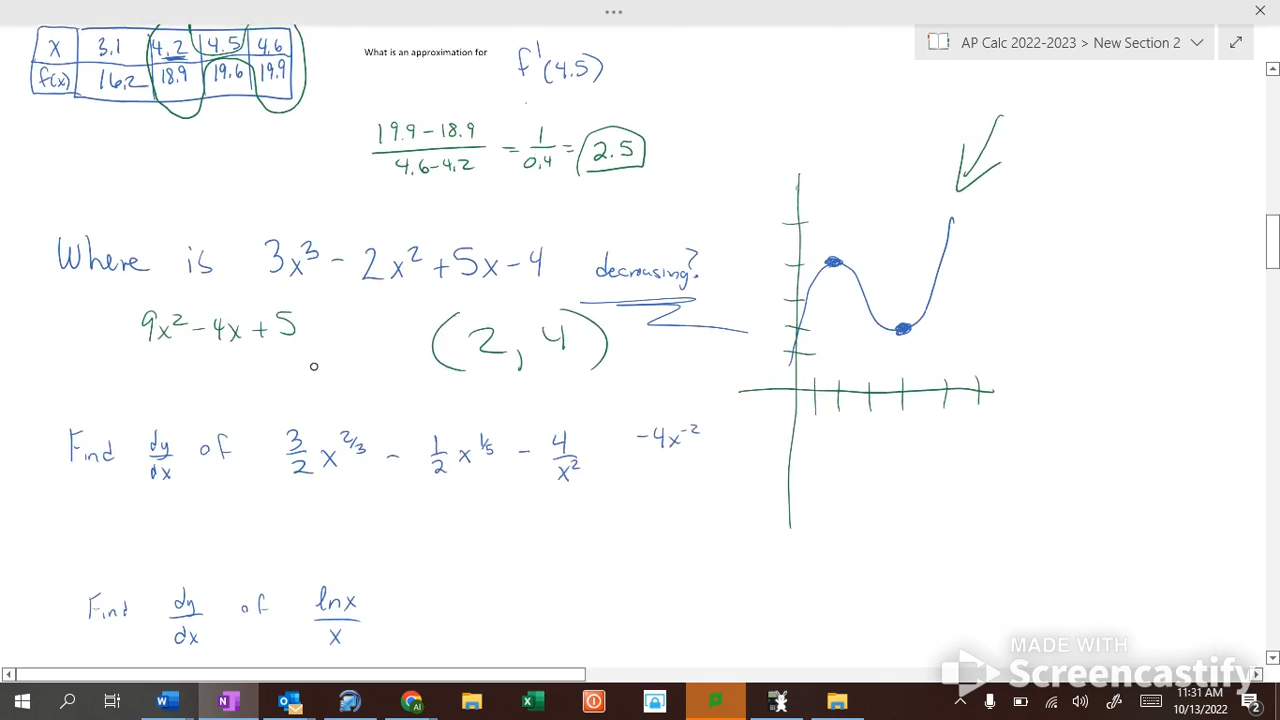 AP Calc 2022-2023 > New Section 2
x 3.1 4.2 4.5 4.6
f(x) 16.2 18.9 19.6 19.9
What is an approximation for f'(4.5)
19.9 - 18.9
4.6 - 4.2
= 1/0.4 = 2.5
Where is 3x³ - 2x² + 5x - 4 decreasing?
9x² - 4x + 5 (2, 4)
Find dy/dx of 3/2 x^2/3 - 1/2 x^1/5 - 4/x² -4x⁻²
Find dy/dx of lnx/x
MADE WITH
Screencastify
11:31 AM
10/13/2022
2